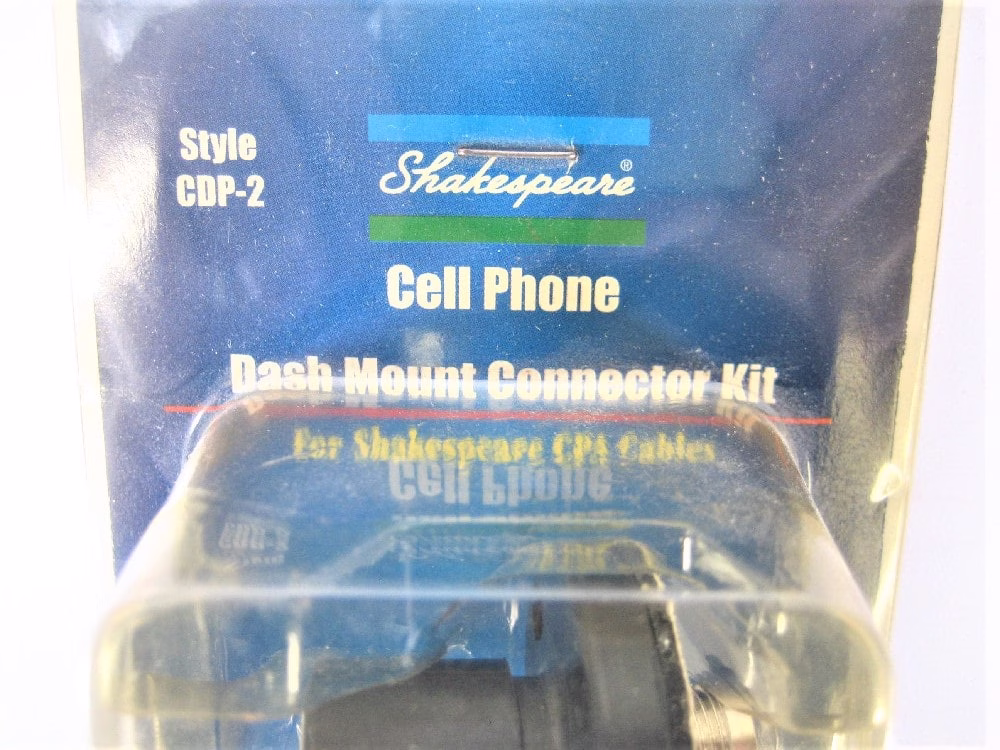 Style
CDP-2
Shakespeare®
Cell Phone
Dash Mount Connector Kit
For Shakespeare CPA Cables